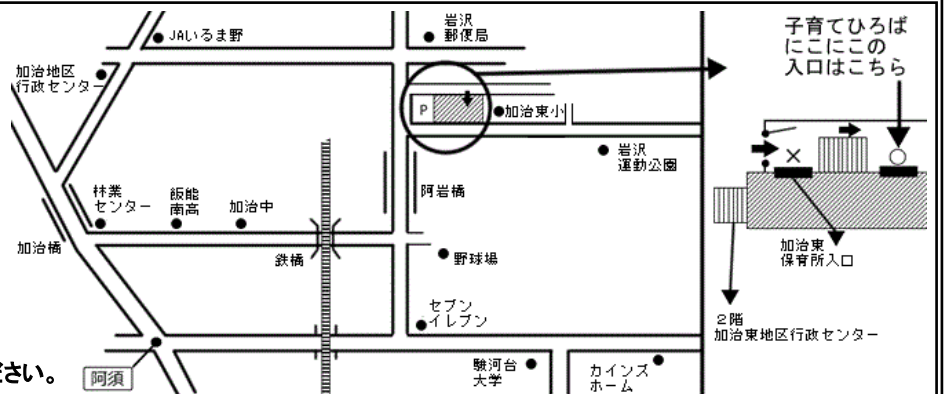 JAいるま野
岩沢
郵便局
加治地区
行政センター
P
加治東小
岩沢
運動公園
林業
センター
飯能
南高
加治中
阿岩橋
加治橋
鉄橋
野球場
セブン
イレブン
ださい。
阿須
駿河台
大学
カインズ
ホーム
子育てひろば
にこにこの
入口はこちら
加治東
保育所入口
2階
加治東地区行政センター